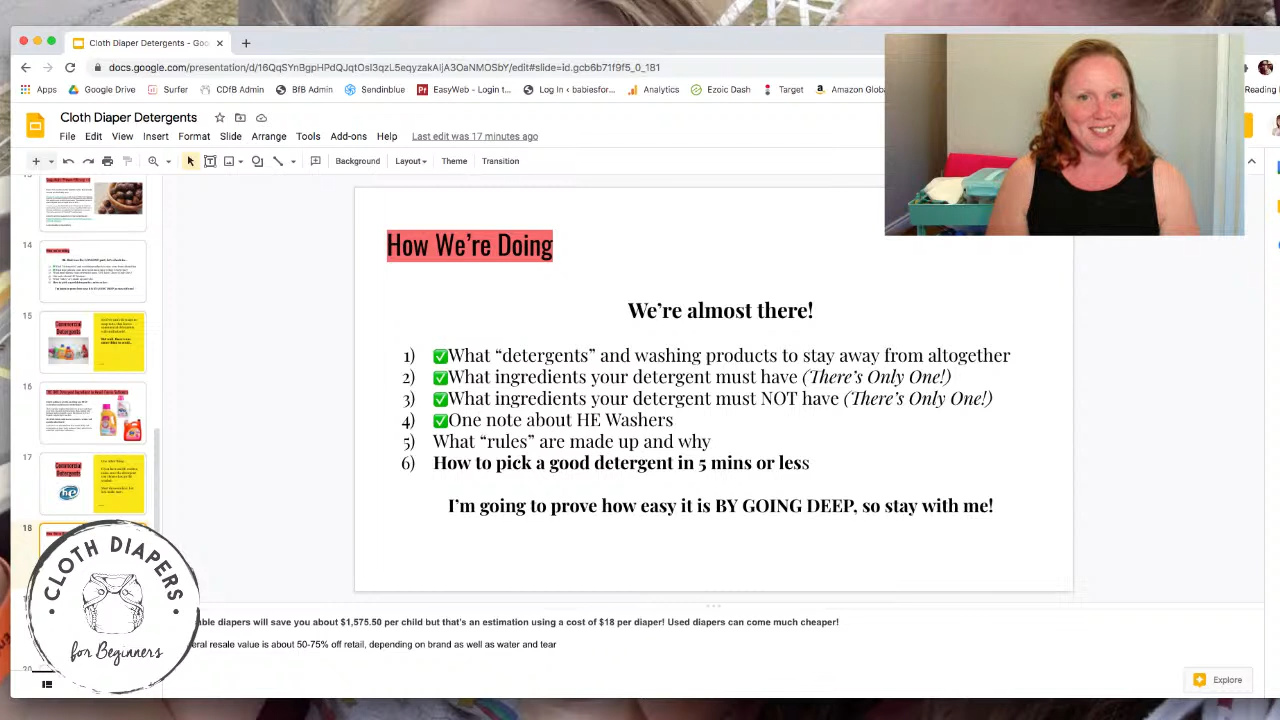 Cloth Diaper Detergents - Goo
docs.google.com/presentation/d/16QqSYnBgpHPdQJqtOsI3qzL5eqyzakAIjA3OaNMOSbY/edit#slide=id.gcb6b71f9f5_0_181
Apps Google Drive Surfer CDfB Admin BfB Admin Sendinblue EasyWeb - Login t... Log In ‹ babiesfor... Analytics Ezoic Dash Target Amazon Global Reading
Cloth Diaper Detergents
File Edit View Insert Format Slide Arrange Tools Add-ons Help Last edit was 17 minutes ago
Background Layout Theme Transition
14
15
Commercial
Detergents
16
17
Commercial
Detergents
he
18
How We're Doing
We're almost there!
1) ✅What “detergents” and washing products to stay away from altogether
2) ✅What ingredients your detergent must have (There's Only One!)
3) ✅What ingredients your detergent must NOT have (There's Only One!)
4) ✅Once note about HE Washers
5) What “rules” are made up and why
6) How to pick a good detergent in 5 mins or less
I'm going to prove how easy it is BY GOING DEEP, so stay with me!
diapers will save you about $1,575.50 per child but that's an estimation using a cost of $18 per diaper! Used diapers can come much cheaper!
resale value is about 50-75% off retail, depending on brand as well as water and tear
Explore
CLOTH DIAPERS
for Beginners